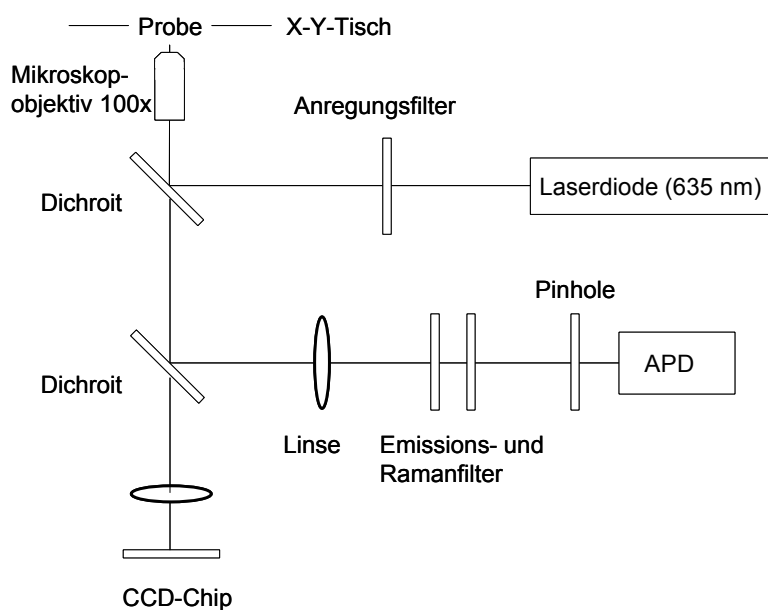 Probe
X-Y-Tisch
Mikroskop-
objektiv 100x
Anregungsfilter
Laserdiode (635 nm)
Dichroit
Pinhole
APD
Dichroit
Linse
Emissions- und
Ramanfilter
CCD-Chip